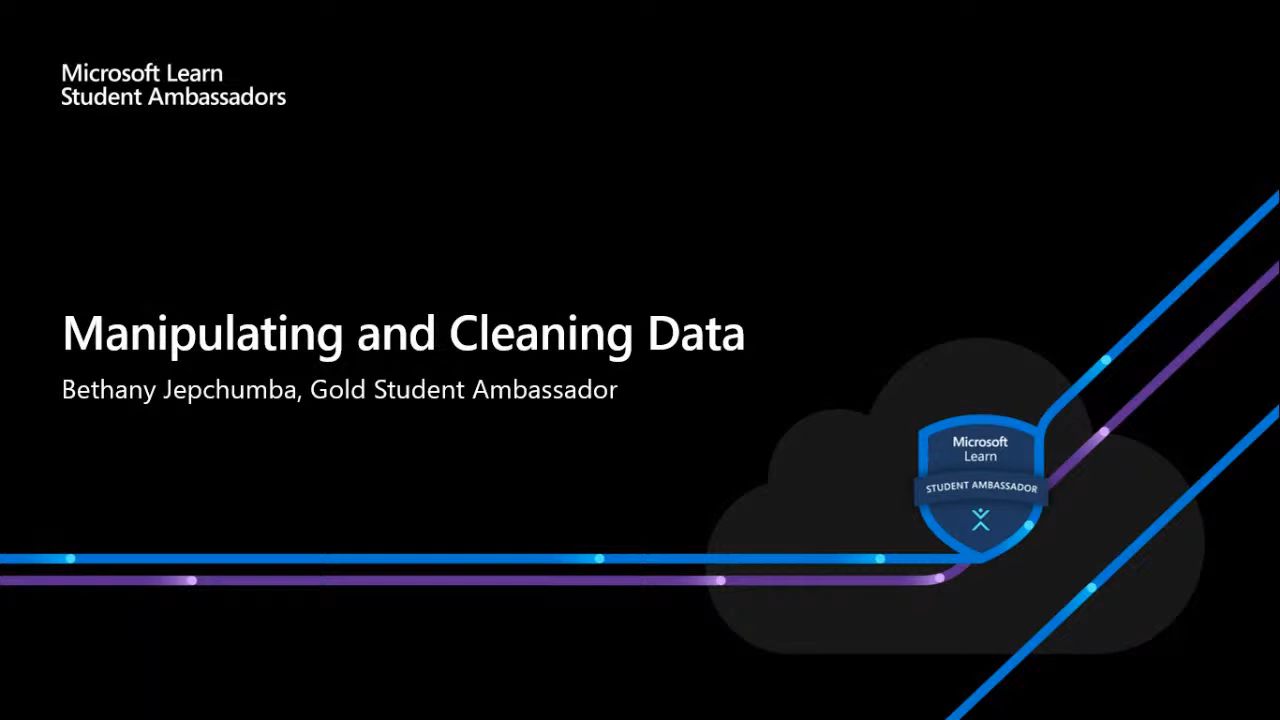 Microsoft Learn
Student Ambassadors
Manipulating and Cleaning Data
Bethany Jepchumba, Gold Student Ambassador
Microsoft
Learn
STUDENT AMBASSADOR